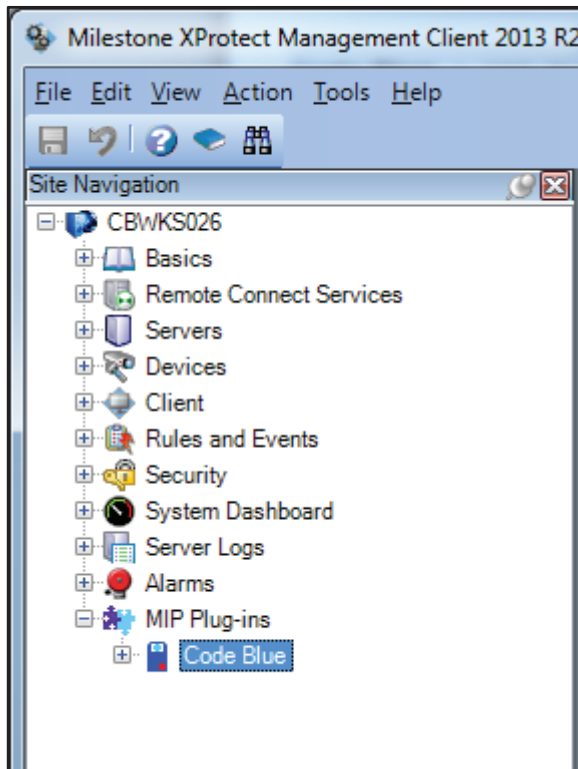 Milestone XProtect Management Client 2013 R2
File Edit View Action Tools Help
Site Navigation
CBWKS026
Basics
Remote Connect Services
Servers
Devices
Client
Rules and Events
Security
System Dashboard
Server Logs
Alarms
MIP Plug-ins
Code Blue